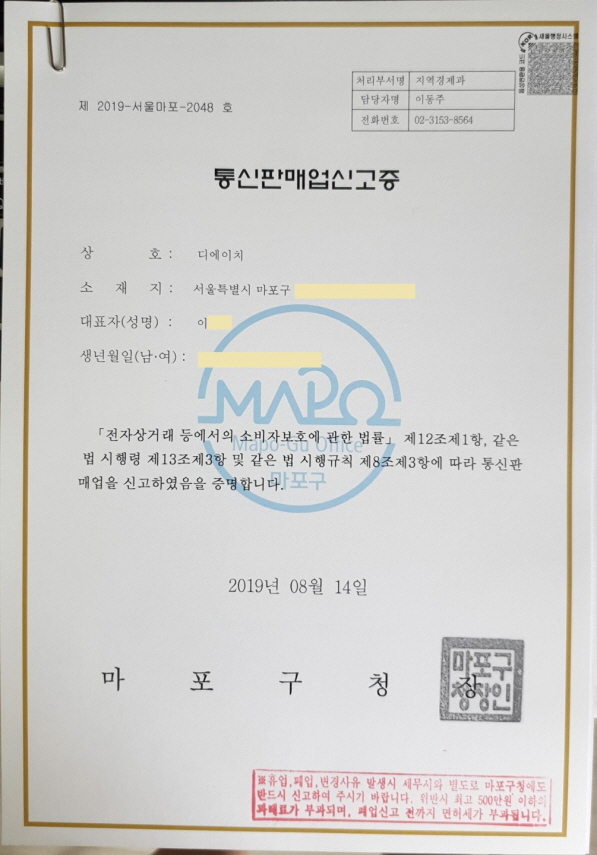 새올행정시스템
제 2019-서울마포-2048 호
처리부서명 지역경제과
담당자명 이동주
전화번호 02-3153-8564
통신판매업신고증
상 호 : 디에이치
소 재 지 : 서울특별시 마포구
대표자(성명) : 이
생년월일(남·여) :
MAPO
Mapo-Gu Office
마포구
「전자상거래 등에서의 소비자보호에 관한 법률」 제12조제1항, 같은
법 시행령 제13조제3항 및 같은 법 시행규칙 제8조제3항에 따라 통신판
매업을 신고하였음을 증명합니다.
2019년 08월 14일
마 포 구 청 장
마포구
청장인
※휴업,폐업,변경사유 발생시 세무서와 별도로 마포구청에도
반드시 신고하여 주시기 바랍니다. 위반시 최고 500만원 이하의
과태료가 부과되며, 폐업신고 전까지 면허세가 부과됩니다.